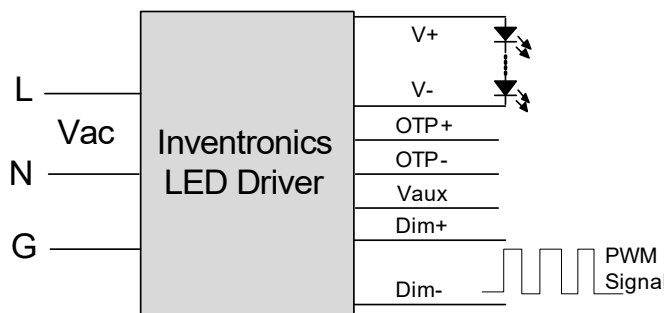 L
Vac
N
G
Inventronics
LED Driver
V+
V-
OTP+
OTP-
Vaux
Dim+
Dim-
PWM
Signal